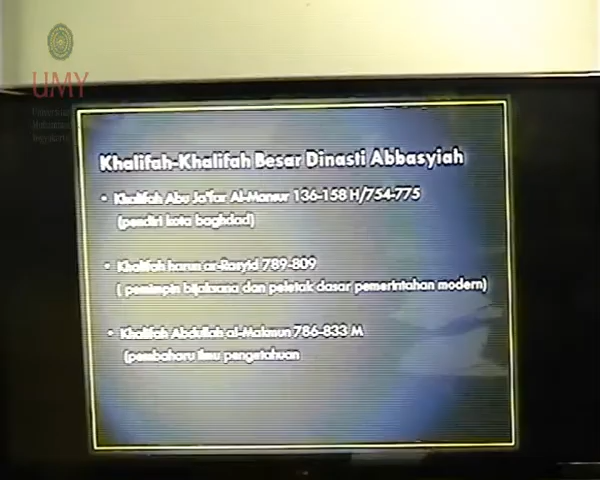 UMY
Khalifah-Khalifah Besar Dinasti Abbasyiah
• Khalifah Abu Ja'far Al-Mansur 136-158 H/754-775
(pendiri kota baghdad)
• Khalifah harun ar-Rasyid 789-809
( pemimpin bijaksana dan peletak dasar pemerintahan modern)
• Khalifah Abdullah al-Makmun 786-833 M
(pembaharu ilmu pengetahuan